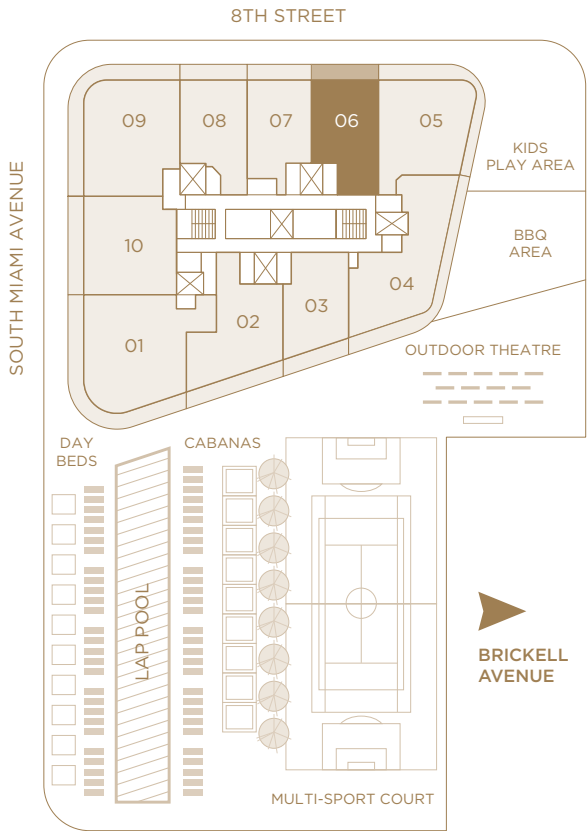 8TH STREET
SOUTH MIAMI AVENUE
09
08
07
06
05
KIDS
PLAY AREA
10
BBQ
AREA
04
01
02
03
OUTDOOR THEATRE
DAY
BEDS
CABANAS
LAP POOL
BRICKELL
AVENUE
MULTI-SPORT COURT